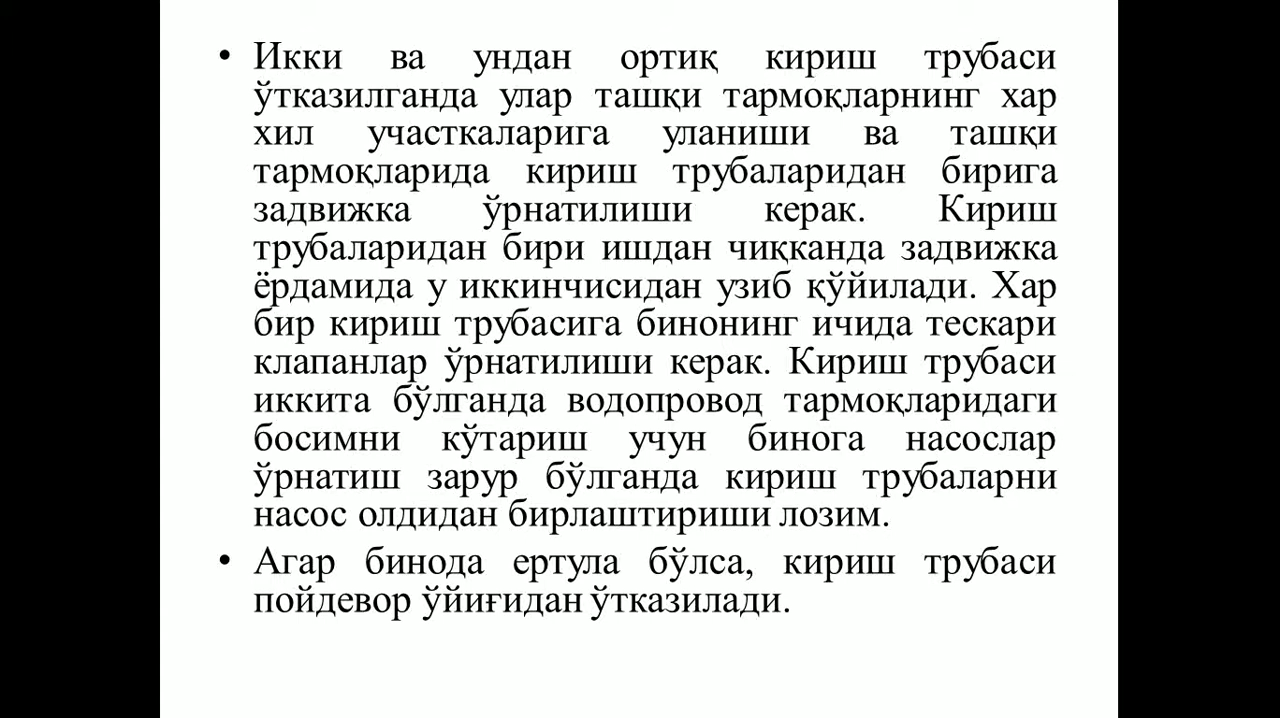 • Икки ва ундан ортиқ кириш трубаси
ўтказилганда улар ташқи тармоқларнинг хар
хил участкаларига уланиши ва ташқи
тармоқларида кириш трубаларидан бирига
задвижка ўрнатилиши керак. Кириш
трубаларидан бири ишдан чиққанда задвижка
ёрдамида у иккинчисидан узиб қўйилади. Хар
бир кириш трубасига бинонинг ичида тескари
клапанлар ўрнатилиши керак. Кириш трубаси
иккита бўлганда водопровод тармоқларидаги
босимни кўтариш учун бинога насослар
ўрнатиш зарур бўлганда кириш трубаларни
насос олдидан бирлаштириши лозим.
• Агар бинода ертула бўлса, кириш трубаси
пойдевор ўйиғидан ўтказилади.